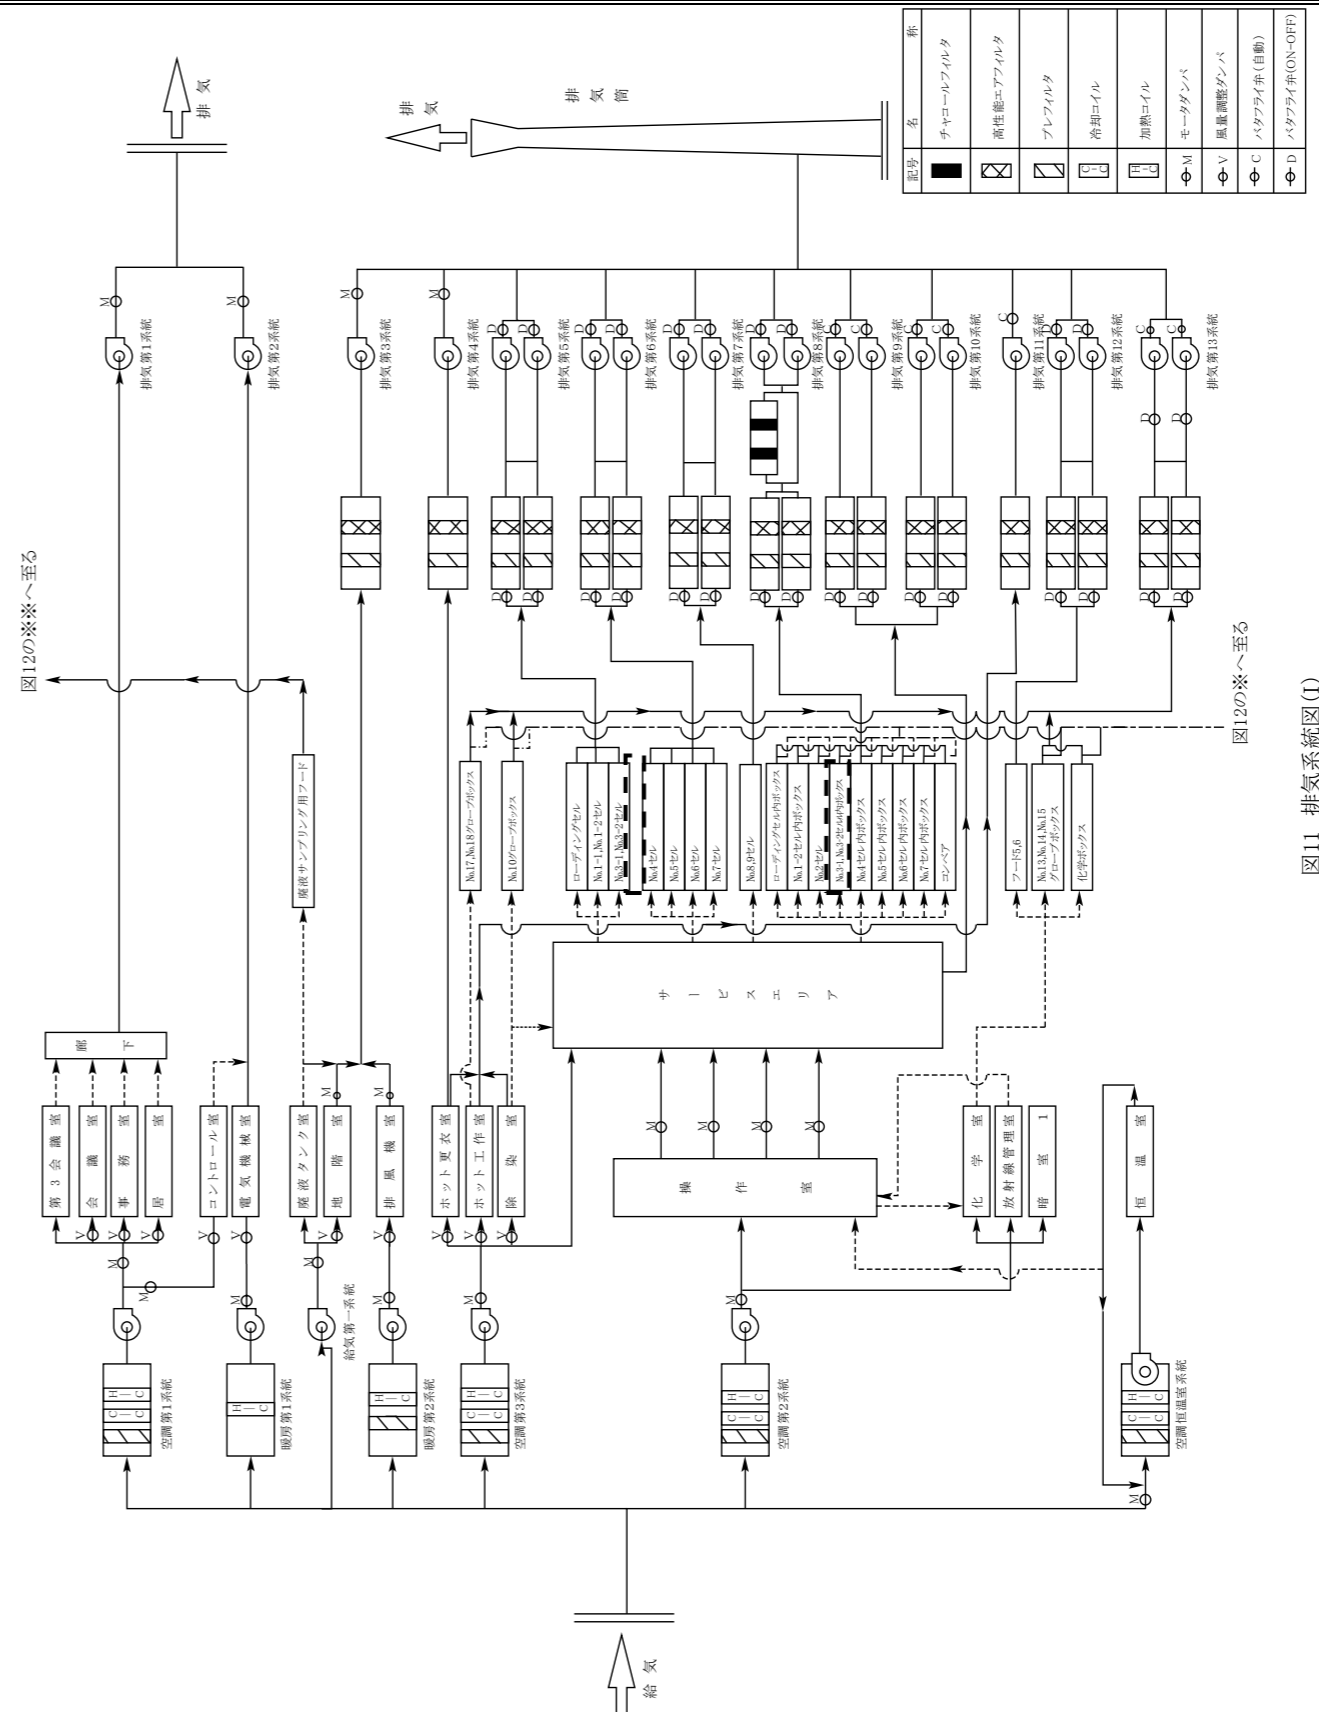 図11 排気系統図(I)
給気
空調第1系統
暖房第1系統
給気第一系統
暖房第2系統
空調第3系統
空調第2系統
空調恒温室系統
第3会議室
会議室
事務室
居室
コントロール室
電気機械室
廃液タンク室
地階室
排風機室
ホット更衣室
ホット工作室
除染室
操作室
化学室
放射線管理室
暗室1
恒温室
廊下
サービスエリア
廃液サンプリング用フード
No.17,No.18グローブボックス
No.10グローブボックス
ローディングセル
No.1-1,No.1-2セル
No.3-1,No.3-2セル
No.4セル
No.5セル
No.6セル
No.7セル
No.8,9セル
ローディングセル内ボックス
No.1-2セル内ボックス
No.2セル
No.3-1,No.3-2セル内ボックス
No.4セル内ボックス
No.5セル内ボックス
No.6セル内ボックス
No.7セル内ボックス
コンベア
フード5,6
No.13,No.14,No.15
グローブボックス
化学ボックス
図12の※※へ至る
図12の※へ至る
排気第1系統
排気第2系統
排気第3系統
排気第4系統
排気第5系統
排気第6系統
排気第7系統
排気第8系統
排気第9系統
排気第10系統
排気第11系統
排気第12系統
排気第13系統
排気
排気
排気筒
記号 名称
チャコールフィルタ
高性能エアフィルタ
プレフィルタ
C-C 冷却コイル
H-C 加熱コイル
M モータダンパ
V 風量調整ダンパ
C バタフライ弁(自動)
D バタフライ弁(ON-OFF)